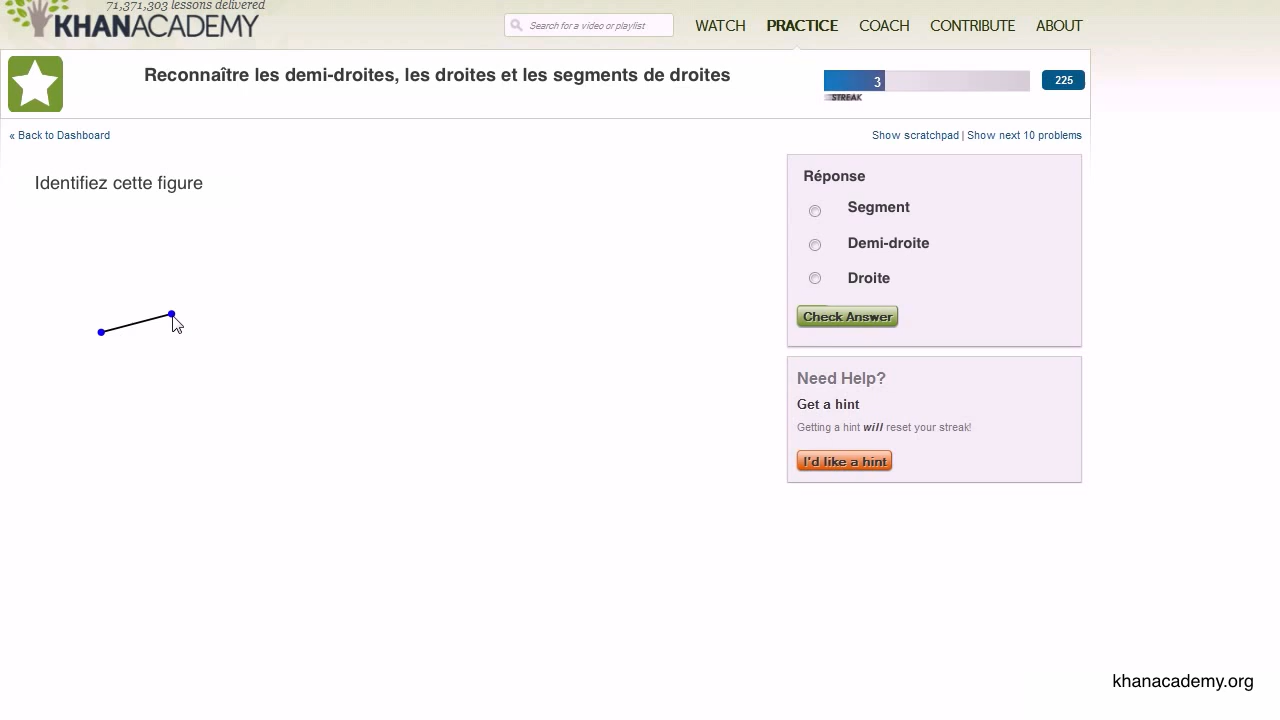 71,371,303 lessons delivered
KHANACADEMY
Search for a video or playlist
WATCH PRACTICE COACH CONTRIBUTE ABOUT
Reconnaître les demi-droites, les droites et les segments de droites
3
STREAK
225
« Back to Dashboard
Show scratchpad | Show next 10 problems
Identifiez cette figure
Réponse
Segment
Demi-droite
Droite
Check Answer
Need Help?
Get a hint
Getting a hint will reset your streak!
I'd like a hint
khanacademy.org